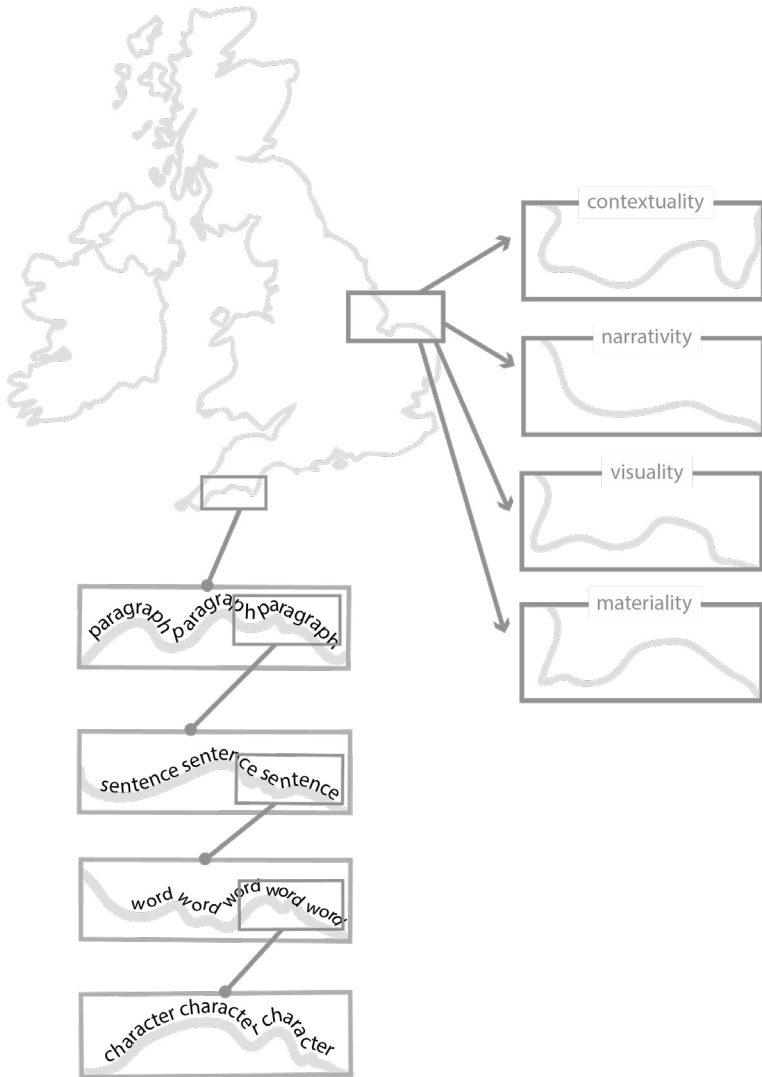 contextuality
narrativity
visuality
materiality
paragraph paragraph paragraph
sentence sentence sentence
word word word word word
character character character